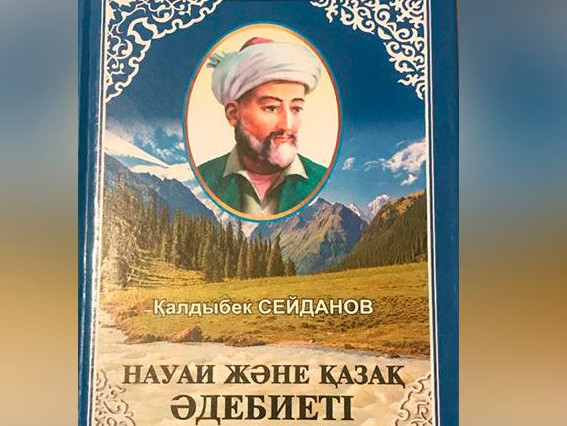 Қалдыбек СЕЙДАНОВ
НАУАИ ЖӘНЕ ҚАЗАҚ
ӘДЕБИЕТІ